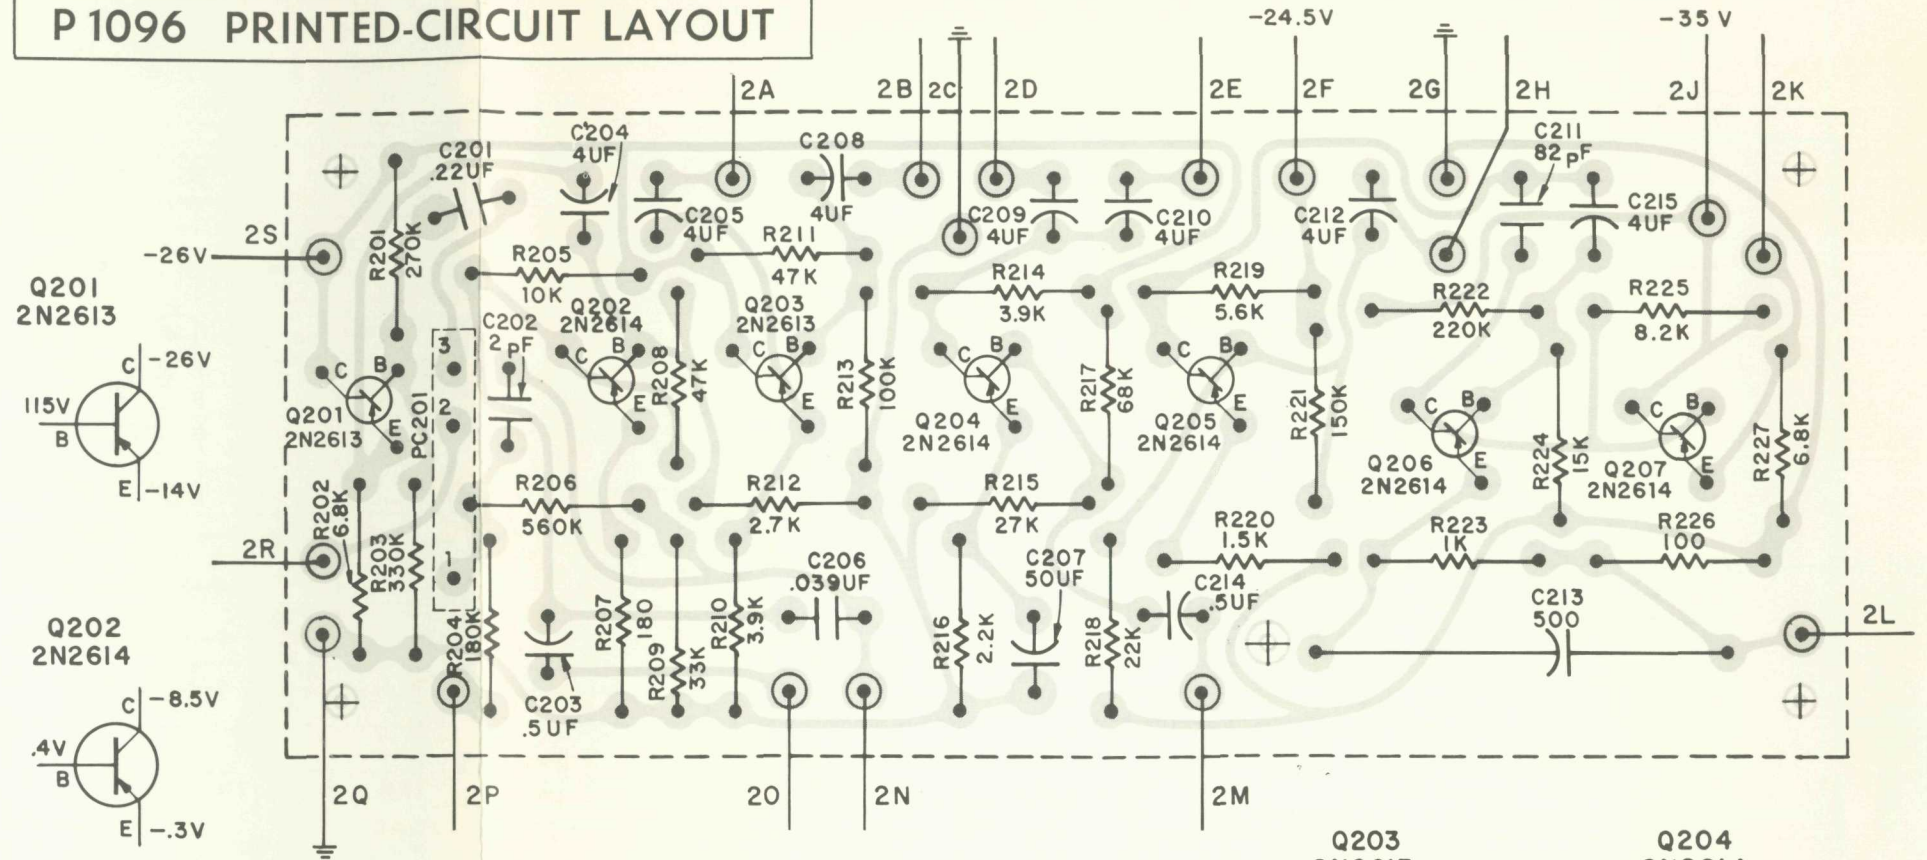 P 1096 PRINTED-CIRCUIT LAYOUT
-24.5V
-35 V
2A
2B
2C
2D
2E
2F
2G
2H
2J
2K
C201
.22UF
C204
4UF
C208
4UF
C211
82 pF
C205
4UF
C209
4UF
C210
4UF
C212
4UF
C215
4UF
2S
-26V
R201
270K
R205
10K
R211
47K
R214
3.9K
R219
5.6K
R222
220K
R225
8.2K
Q201
2N2613
C
-26V
115V
B
E
-14V
C202
2 pF
Q202
2N2614
C
B
E
Q203
2N2613
C
B
E
R208
47K
R213
100K
C
B
E
Q204
2N2614
R217
68K
C
B
E
Q205
2N2614
R221
150K
C
B
E
Q201
2N2613
PC201
3
2
1
C
B
E
Q206
2N2614
R224
15K
C
B
E
Q207
2N2614
R227
6.8K
R202
6.8K
R203
330K
R206
560K
R212
2.7K
R215
27K
R220
1.5K
R223
1K
R226
100
2R
R204
180K
C203
.5UF
R207
180
R209
33K
R210
3.9K
C206
.039UF
R216
2.2K
C207
50UF
R218
22K
C214
.5UF
C213
500
2L
Q202
2N2614
C
-8.5V
.4V
B
E
-.3V
2Q
2P
2O
2N
2M
Q203
Q204